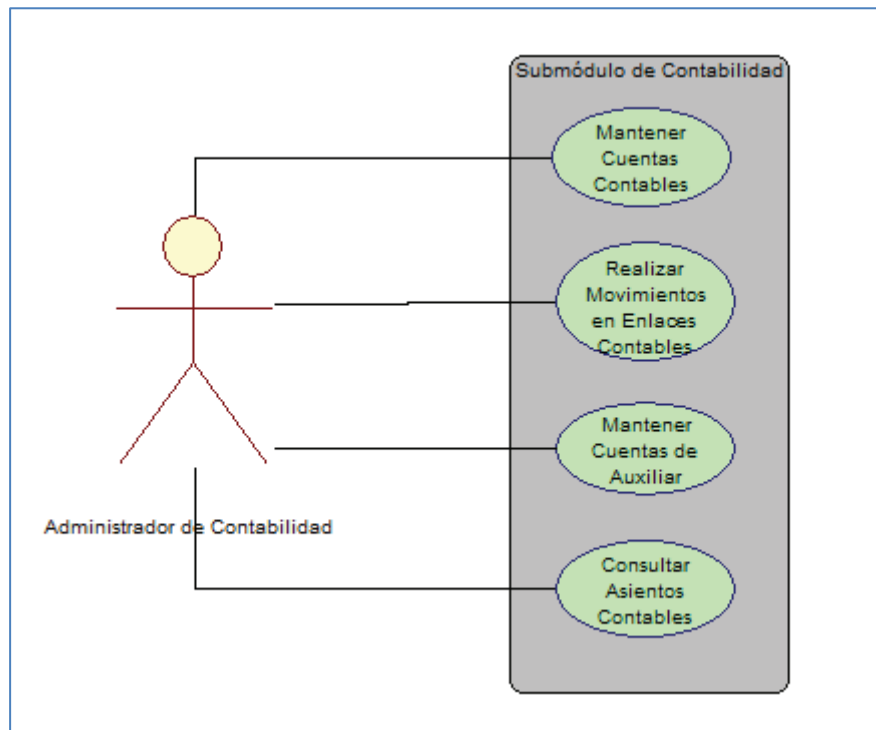 Submódulo de Contabilidad
Mantener
Cuentas
Contables
Realizar
Movimientos
en Enlaces
Contables
Mantener
Cuentas de
Auxiliar
Administrador de Contabilidad
Consultar
Asientos
Contables